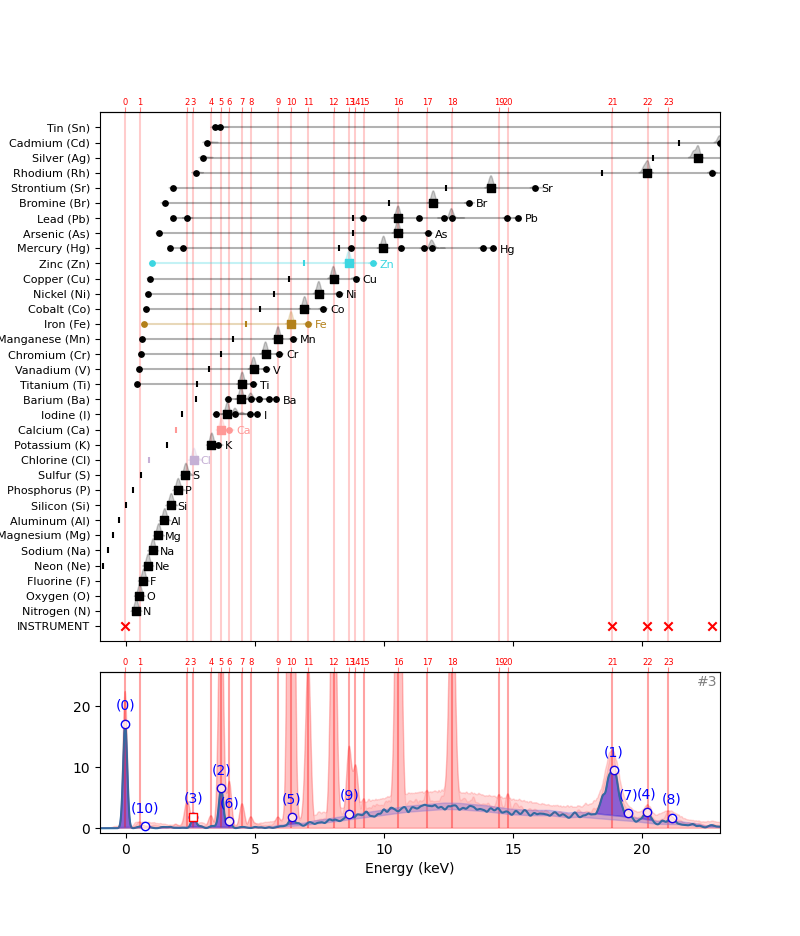 0 1 2 3 4 5 6 7 8 9 10 11 12 13 14 15 16 17 18 19 20 21 22 23
Tin (Sn)
Cadmium (Cd)
Silver (Ag)
Rhodium (Rh)
Strontium (Sr) Sr
Bromine (Br) Br
Lead (Pb) Pb
Arsenic (As) As
Mercury (Hg) Hg
Zinc (Zn) Zn
Copper (Cu) Cu
Nickel (Ni) Ni
Cobalt (Co) Co
Iron (Fe) Fe
Manganese (Mn) Mn
Chromium (Cr) Cr
Vanadium (V) V
Titanium (Ti) Ti
Barium (Ba) Ba
Iodine (I) I
Calcium (Ca) Ca
Potassium (K) K
Chlorine (Cl) Cl
Sulfur (S) S
Phosphorus (P) P
Silicon (Si) Si
Aluminum (Al) Al
Magnesium (Mg) Mg
Sodium (Na) Na
Neon (Ne) Ne
Fluorine (F) F
Oxygen (O) O
Nitrogen (N) N
INSTRUMENT
0 1 2 3 4 5 6 7 8 9 10 11 12 13 14 15 16 17 18 19 20 21 22 23
#3
20
10
0
(0)
(10)
(3)
(2)
(6)
(5)
(9)
(1)
(7)
(4)
(8)
0 5 10 15 20
Energy (keV)